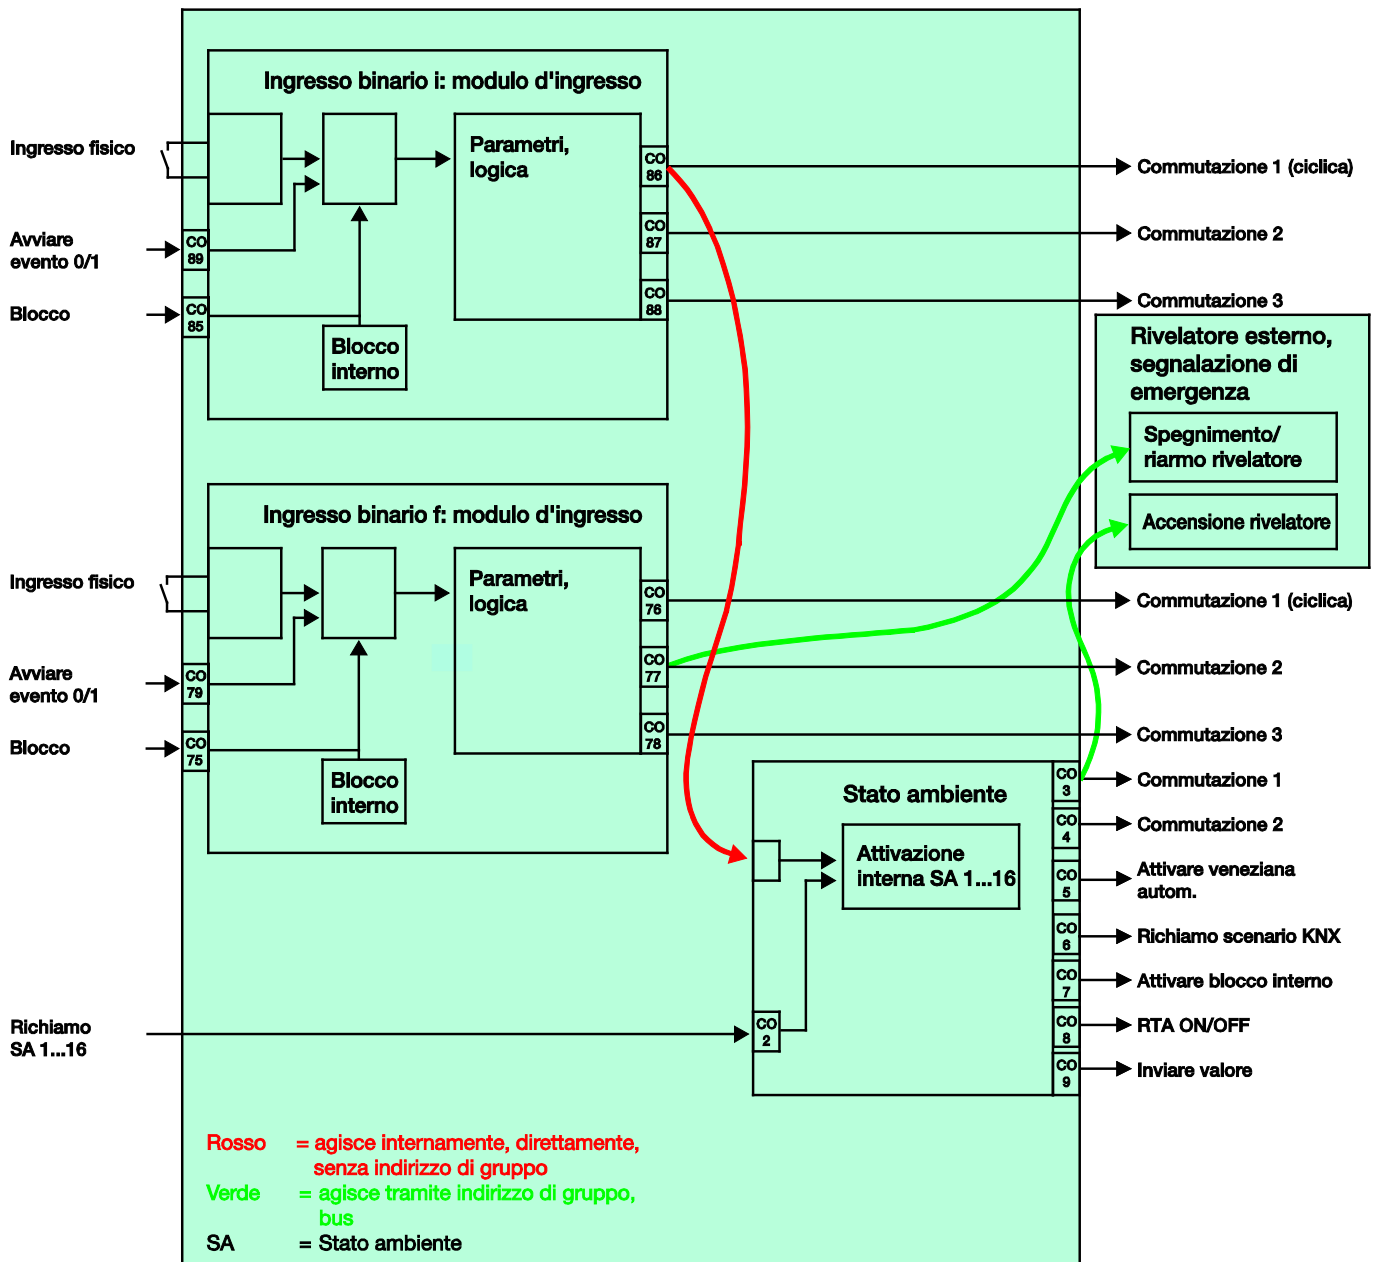 Ingresso binario i: modulo d'ingresso
Ingresso fisico
Parametri,
logica
CO
86
Commutazione 1 (ciclica)
CO
87
Commutazione 2
CO
88
Commutazione 3
Avviare
evento 0/1
CO
89
Blocco
CO
85
Blocco
interno
Rivelatore esterno,
segnalazione di
emergenza
Spegnimento/
riarmo rivelatore
Accensione rivelatore
Ingresso binario f: modulo d'ingresso
Ingresso fisico
Parametri,
logica
CO
76
Commutazione 1 (ciclica)
CO
77
Commutazione 2
CO
78
Commutazione 3
Avviare
evento 0/1
CO
79
Blocco
CO
75
Blocco
interno
Stato ambiente
Attivazione
interna SA 1...16
CO
3
Commutazione 1
CO
4
Commutazione 2
CO
5
Attivare veneziana
autom.
CO
6
Richiamo scenario KNX
CO
7
Attivare blocco interno
CO
8
RTA ON/OFF
CO
9
Inviare valore
Richiamo
SA 1...16
CO
2
Rosso = agisce internamente, direttamente,
senza indirizzo di gruppo
Verde = agisce tramite indirizzo di gruppo,
bus
SA = Stato ambiente